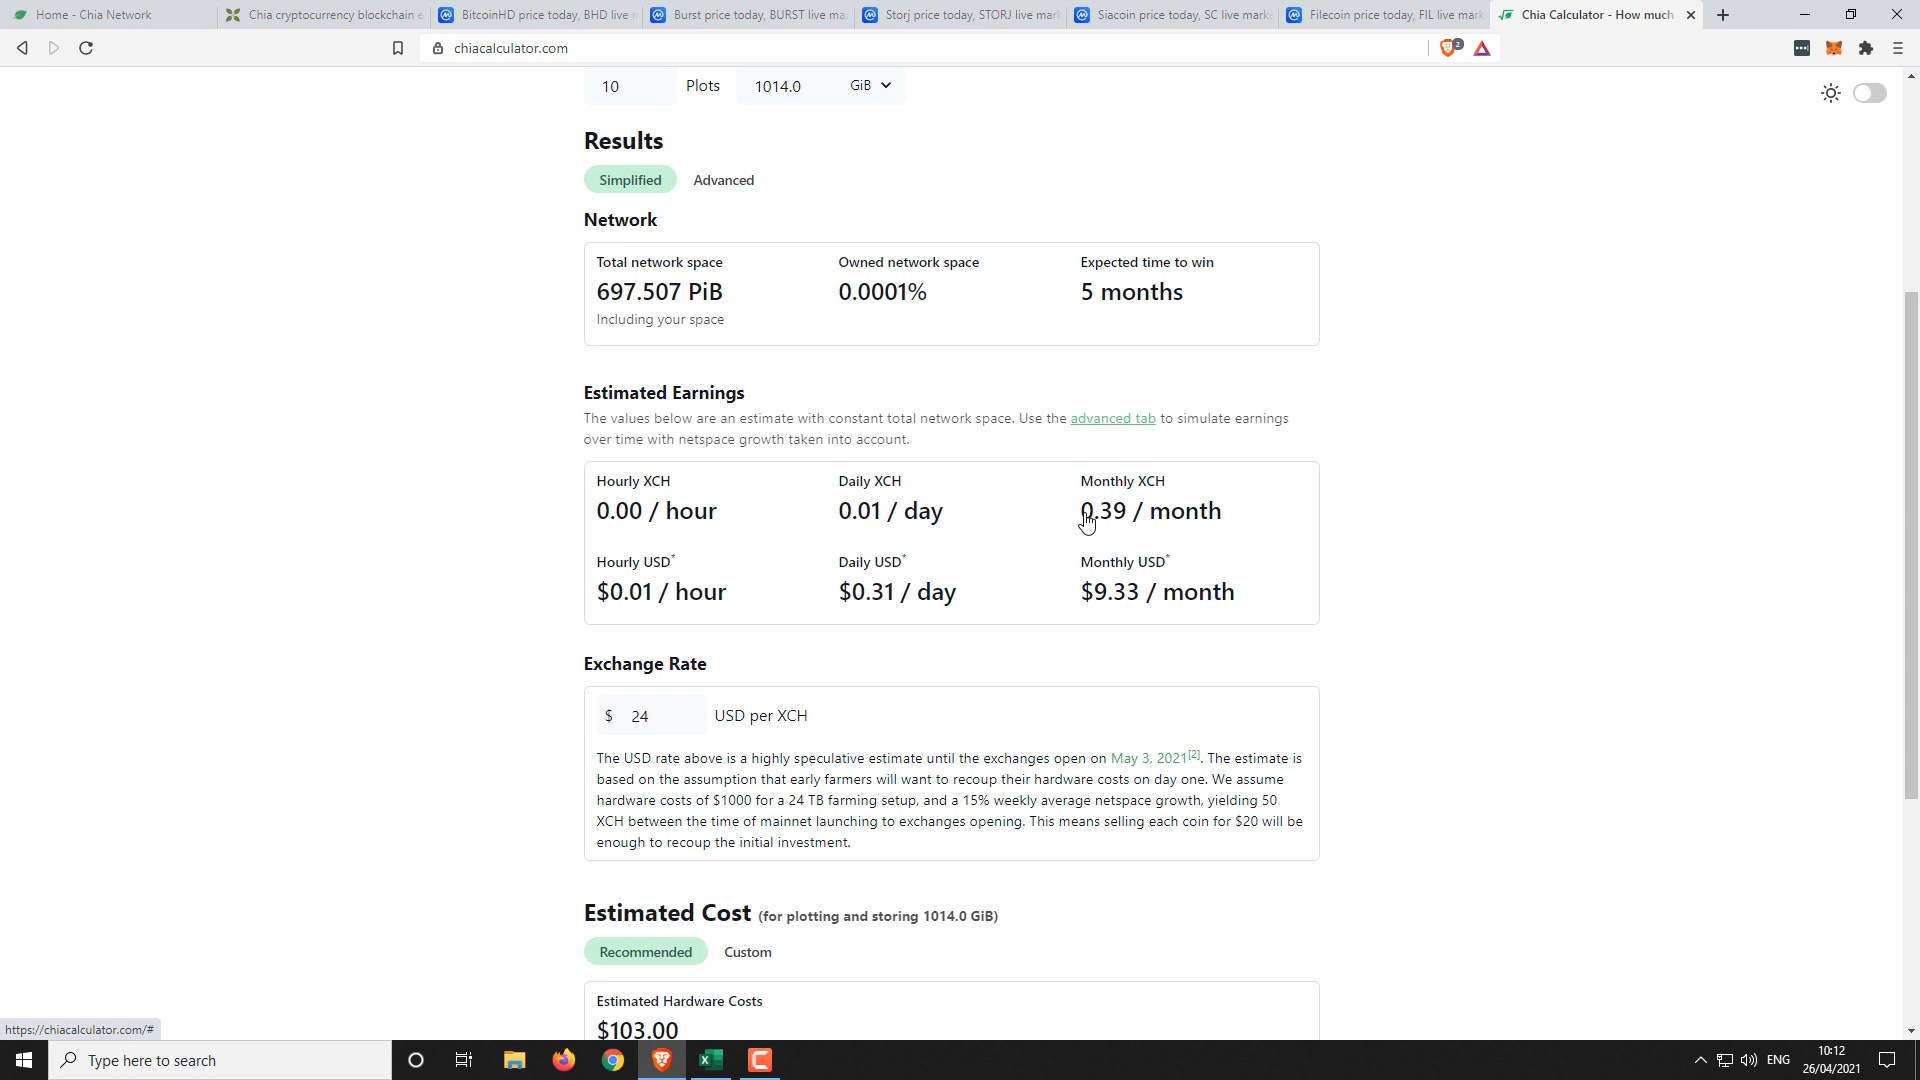 Home - Chia Network
Chia cryptocurrency blockchain e
BitcoinHD price today, BHD live m
Burst price today, BURST live mar
Storj price today, STORJ live mark
Siacoin price today, SC live marke
Filecoin price today, FIL live mark
Chia Calculator - How much
chiacalculator.com
2
10
Plots
1014.0
GiB
Results
Simplified
Advanced
Network
Total network space
Owned network space
Expected time to win
697.507 PiB
0.0001%
5 months
Including your space
Estimated Earnings
The values below are an estimate with constant total network space. Use the advanced tab to simulate earnings
over time with netspace growth taken into account.
Hourly XCH
Daily XCH
Monthly XCH
0.00 / hour
0.01 / day
0.39 / month
Hourly USD*
Daily USD*
Monthly USD*
$0.01 / hour
$0.31 / day
$9.33 / month
Exchange Rate
$ 24 USD per XCH
The USD rate above is a highly speculative estimate until the exchanges open on May 3, 2021[2]. The estimate is
based on the assumption that early farmers will want to recoup their hardware costs on day one. We assume
hardware costs of $1000 for a 24 TB farming setup, and a 15% weekly average netspace growth, yielding 50
XCH between the time of mainnet launching to exchanges opening. This means selling each coin for $20 will be
enough to recoup the initial investment.
Estimated Cost (for plotting and storing 1014.0 GiB)
Recommended
Custom
Estimated Hardware Costs
$103.00
https://chiacalculator.com/#
Type here to search
ENG
10:12
26/04/2021